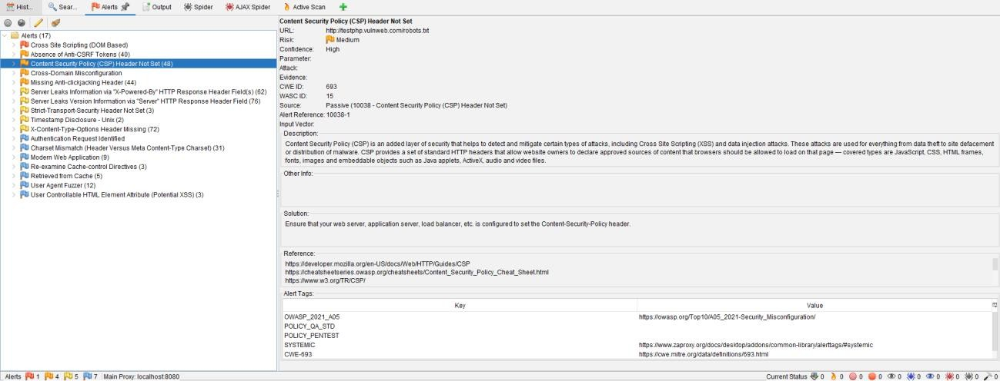 Hist... Sear... Alerts Output Spider AJAX Spider Active Scan
Alerts (17)
Cross Site Scripting (DOM Based)
Absence of Anti-CSRF Tokens (40)
Content Security Policy (CSP) Header Not Set (48)
Cross-Domain Misconfiguration
Missing Anti-clickjacking Header (44)
Server Leaks Information via "X-Powered-By" HTTP Response Header Field(s) (62)
Server Leaks Version Information via "Server" HTTP Response Header Field (76)
Strict-Transport-Security Header Not Set (3)
Timestamp Disclosure - Unix (2)
X-Content-Type-Options Header Missing (72)
Authentication Request Identified
Charset Mismatch (Header Versus Meta Content-Type Charset) (31)
Modern Web Application (9)
Re-examine Cache-control Directives (3)
Retrieved from Cache (5)
User Agent Fuzzer (12)
User Controllable HTML Element Attribute (Potential XSS) (3)
Content Security Policy (CSP) Header Not Set
URL: http://testphp.vulnweb.com/robots.txt
Risk: Medium
Confidence: High
Parameter:
Attack:
Evidence:
CWE ID: 693
WASC ID: 15
Source: Passive (10038 - Content Security Policy (CSP) Header Not Set)
Alert Reference: 10038-1
Input Vector:
Description:
Content Security Policy (CSP) is an added layer of security that helps to detect and mitigate certain types of attacks, including Cross Site Scripting (XSS) and data injection attacks. These attacks are used for everything from data theft to site defacement
or distribution of malware. CSP provides a set of standard HTTP headers that allow website owners to declare approved sources of content that browsers should be allowed to load on that page — covered types are JavaScript, CSS, HTML frames,
fonts, images and embeddable objects such as Java applets, ActiveX, audio and video files.
Other Info:
Solution:
Ensure that your web server, application server, load balancer, etc. is configured to set the Content-Security-Policy header.
Reference:
https://developer.mozilla.org/en-US/docs/Web/HTTP/Guides/CSP
https://cheatsheetseries.owasp.org/cheatsheets/Content_Security_Policy_Cheat_Sheet.html
https://www.w3.org/TR/CSP/
Alert Tags:
Key Value
OWASP_2021_A05 https://owasp.org/Top10/A05_2021-Security_Misconfiguration/
POLICY_QA_STD
POLICY_PENTEST
SYSTEMIC https://www.zaproxy.org/docs/desktop/addons/common-library/alerttags/#systemic
CWE-693 https://cwe.mitre.org/data/definitions/693.html
Alerts 1 4 5 7 Main Proxy: localhost:8080 Current Status 0 0 0 0 0 0 0 0 0 0